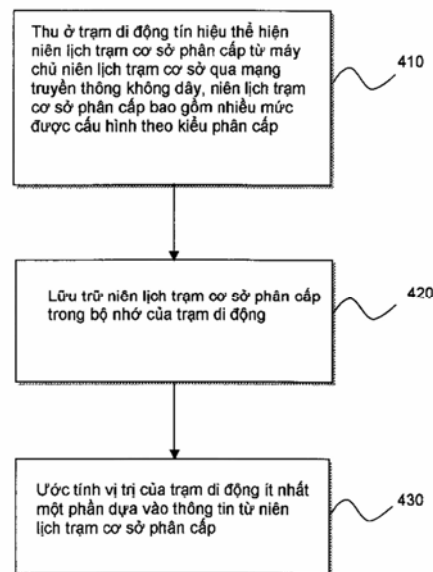 Thu ở trạm di động tín hiệu thể hiện
niên lịch trạm cơ sở phân cấp từ máy
chủ niên lịch trạm cơ sở qua mạng
truyền thông không dây, niên lịch trạm
cơ sở phân cấp bao gồm nhiều mức
được cấu hình theo kiểu phân cấp
410
Lữu trữ niên lịch trạm cơ sở phân cấp
trong bộ nhớ của trạm di động
420
Ước tính vị trị của trạm di động ít nhất
một phần dựa vào thông tin từ niên
lịch trạm cơ sở phân cấp
430